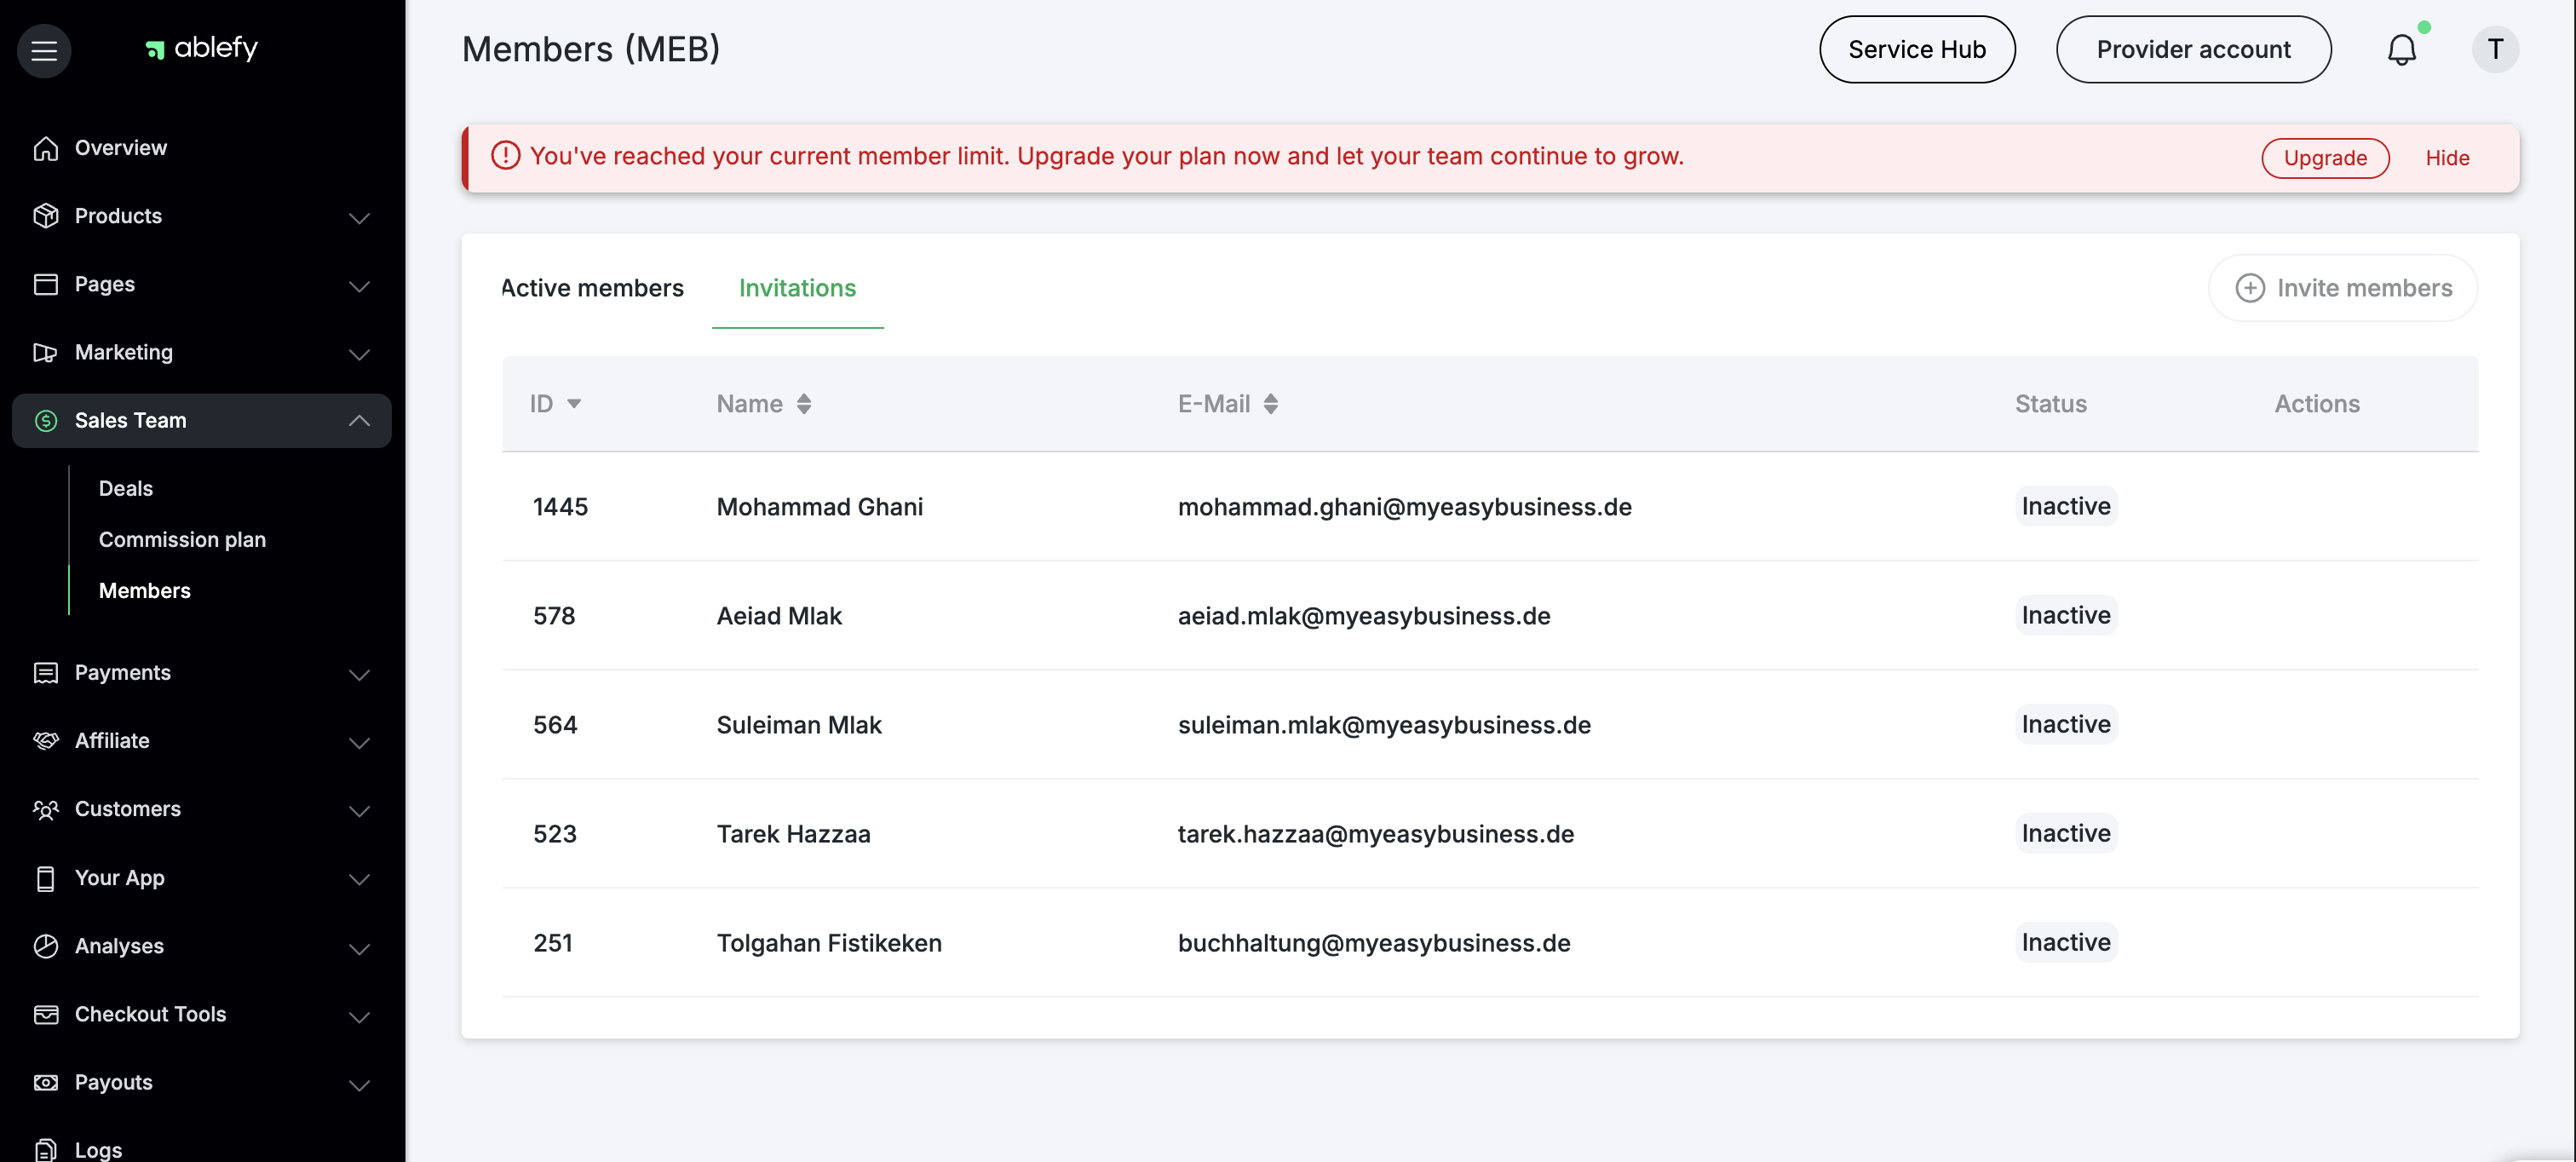 ablefy
Members (MEB)
Service Hub
Provider account
T
Overview
Products
Pages
Marketing
Sales Team
Deals
Commission plan
Members
Payments
Affiliate
Customers
Your App
Analyses
Checkout Tools
Payouts
Logs
You've reached your current member limit. Upgrade your plan now and let your team continue to grow.
Upgrade
Hide
Active members
Invitations
Invite members
ID Name E-Mail Status Actions
1445 Mohammad Ghani mohammad.ghani@myeasybusiness.de Inactive
578 Aeiad Mlak aeiad.mlak@myeasybusiness.de Inactive
564 Suleiman Mlak suleiman.mlak@myeasybusiness.de Inactive
523 Tarek Hazzaa tarek.hazzaa@myeasybusiness.de Inactive
251 Tolgahan Fistikeken buchhaltung@myeasybusiness.de Inactive